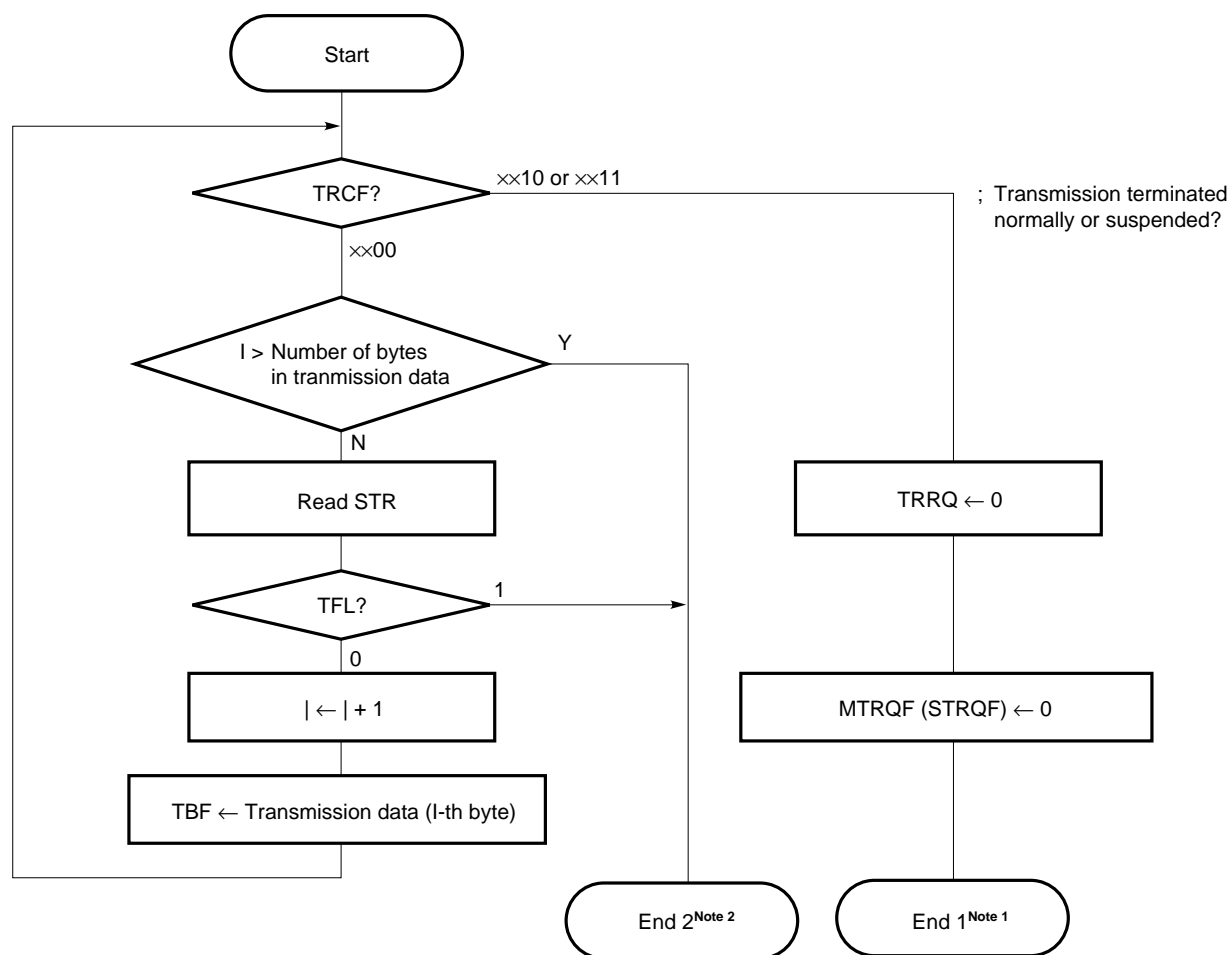 Start
TRCF?
××10 or ××11
; Transmission terminated
normally or suspended?
××00
I > Number of bytes
in tranmission data
Y
N
Read STR
TRRQ ← 0
TFL?
1
0
| ← | + 1
MTRQF (STRQF) ← 0
TBF ← Transmission data (I-th byte)
End 2Note 2
End 1Note 1